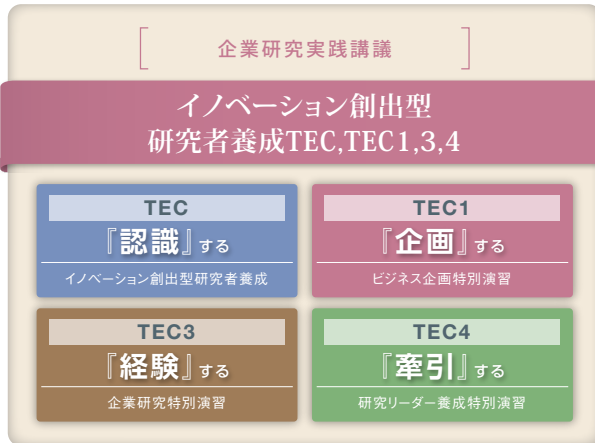 企業研究実践講義
イノベーション創出型
研究者養成TEC,TEC1,3,4
TEC
『認識』する
イノベーション創出型研究者養成
TEC1
『企画』する
ビジネス企画特別演習
TEC3
『経験』する
企業研究特別演習
TEC4
『牽引』する
研究リーダー養成特別演習